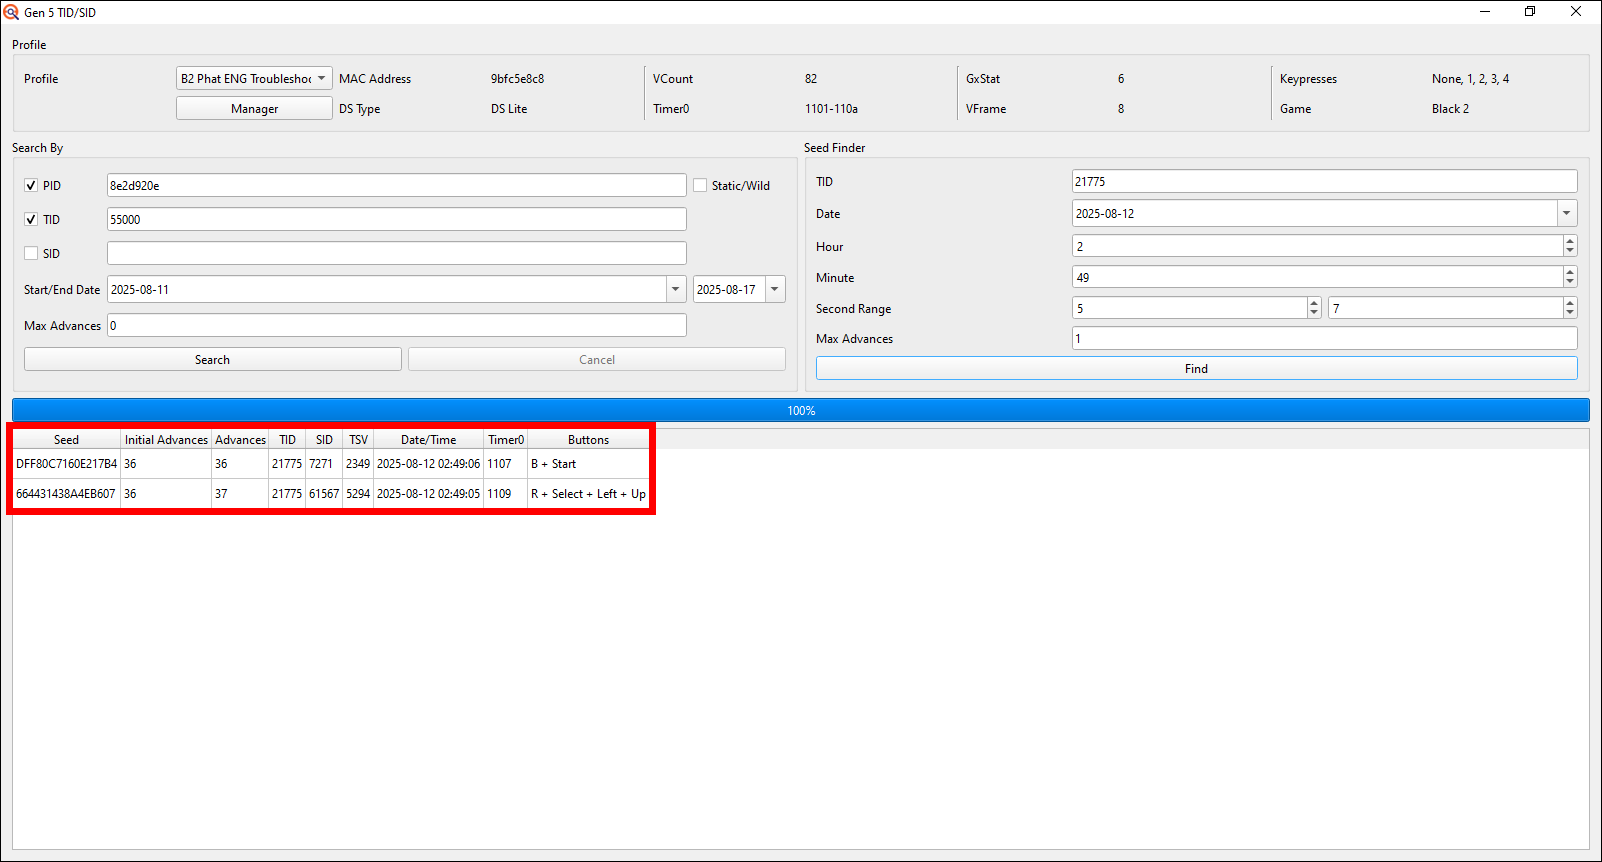 Gen 5 TID/SID
Profile
Profile B2 Phat ENG Troubleshoc MAC Address 9bfc5e8c8 VCount 82 GxStat 6 Keypresses None, 1, 2, 3, 4
Manager DS Type DS Lite Timer0 1101-110a VFrame 8 Game Black 2
Search By
PID 8e2d920e Static/Wild
TID 55000
SID
Start/End Date 2025-08-11 2025-08-17
Max Advances 0
Search Cancel
Seed Finder
TID 21775
Date 2025-08-12
Hour 2
Minute 49
Second Range 5 7
Max Advances 1
Find
100%
Seed Initial Advances Advances TID SID TSV Date/Time Timer0 Buttons
DFF80C7160E217B4 36 36 21775 7271 2349 2025-08-12 02:49:06 1107 B + Start
664431438A4EB607 36 37 21775 61567 5294 2025-08-12 02:49:05 1109 R + Select + Left + Up